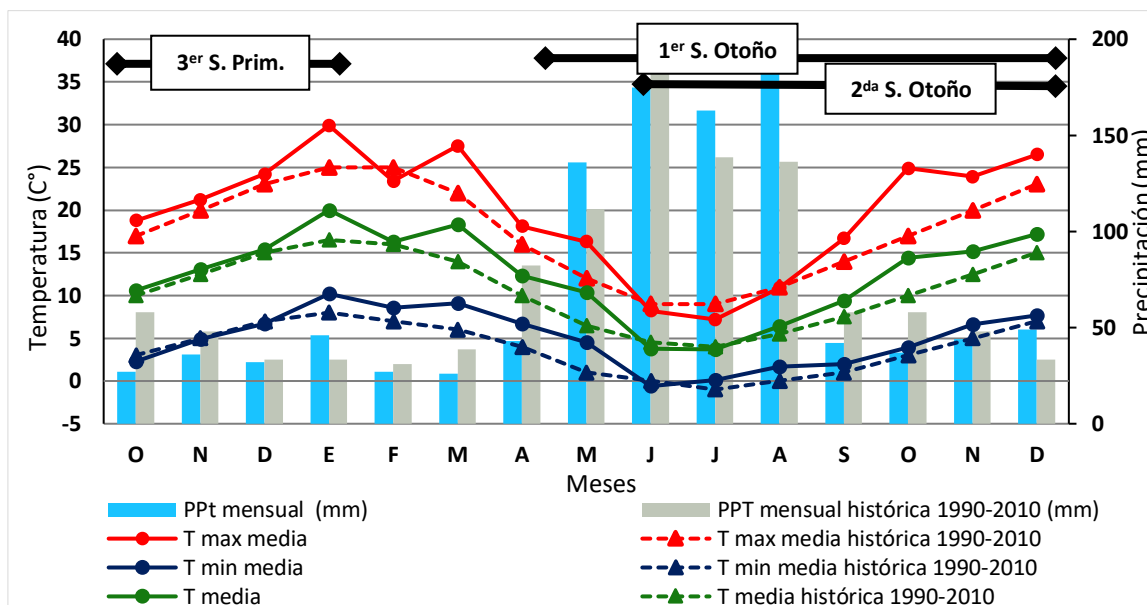 40
35
30
25
20
15
10
5
0
-5
Temperatura (C°)
3er S. Prim.
1er S. Otoño
2da S. Otoño
200
150
100
50
0
Precipitación (mm)
O N D E F M A M J J A S O N D
Meses
PPt mensual (mm)
PPT mensual histórica 1990-2010 (mm)
T max media
T max media histórica 1990-2010
T min media
T min media histórica 1990-2010
T media
T media histórica 1990-2010